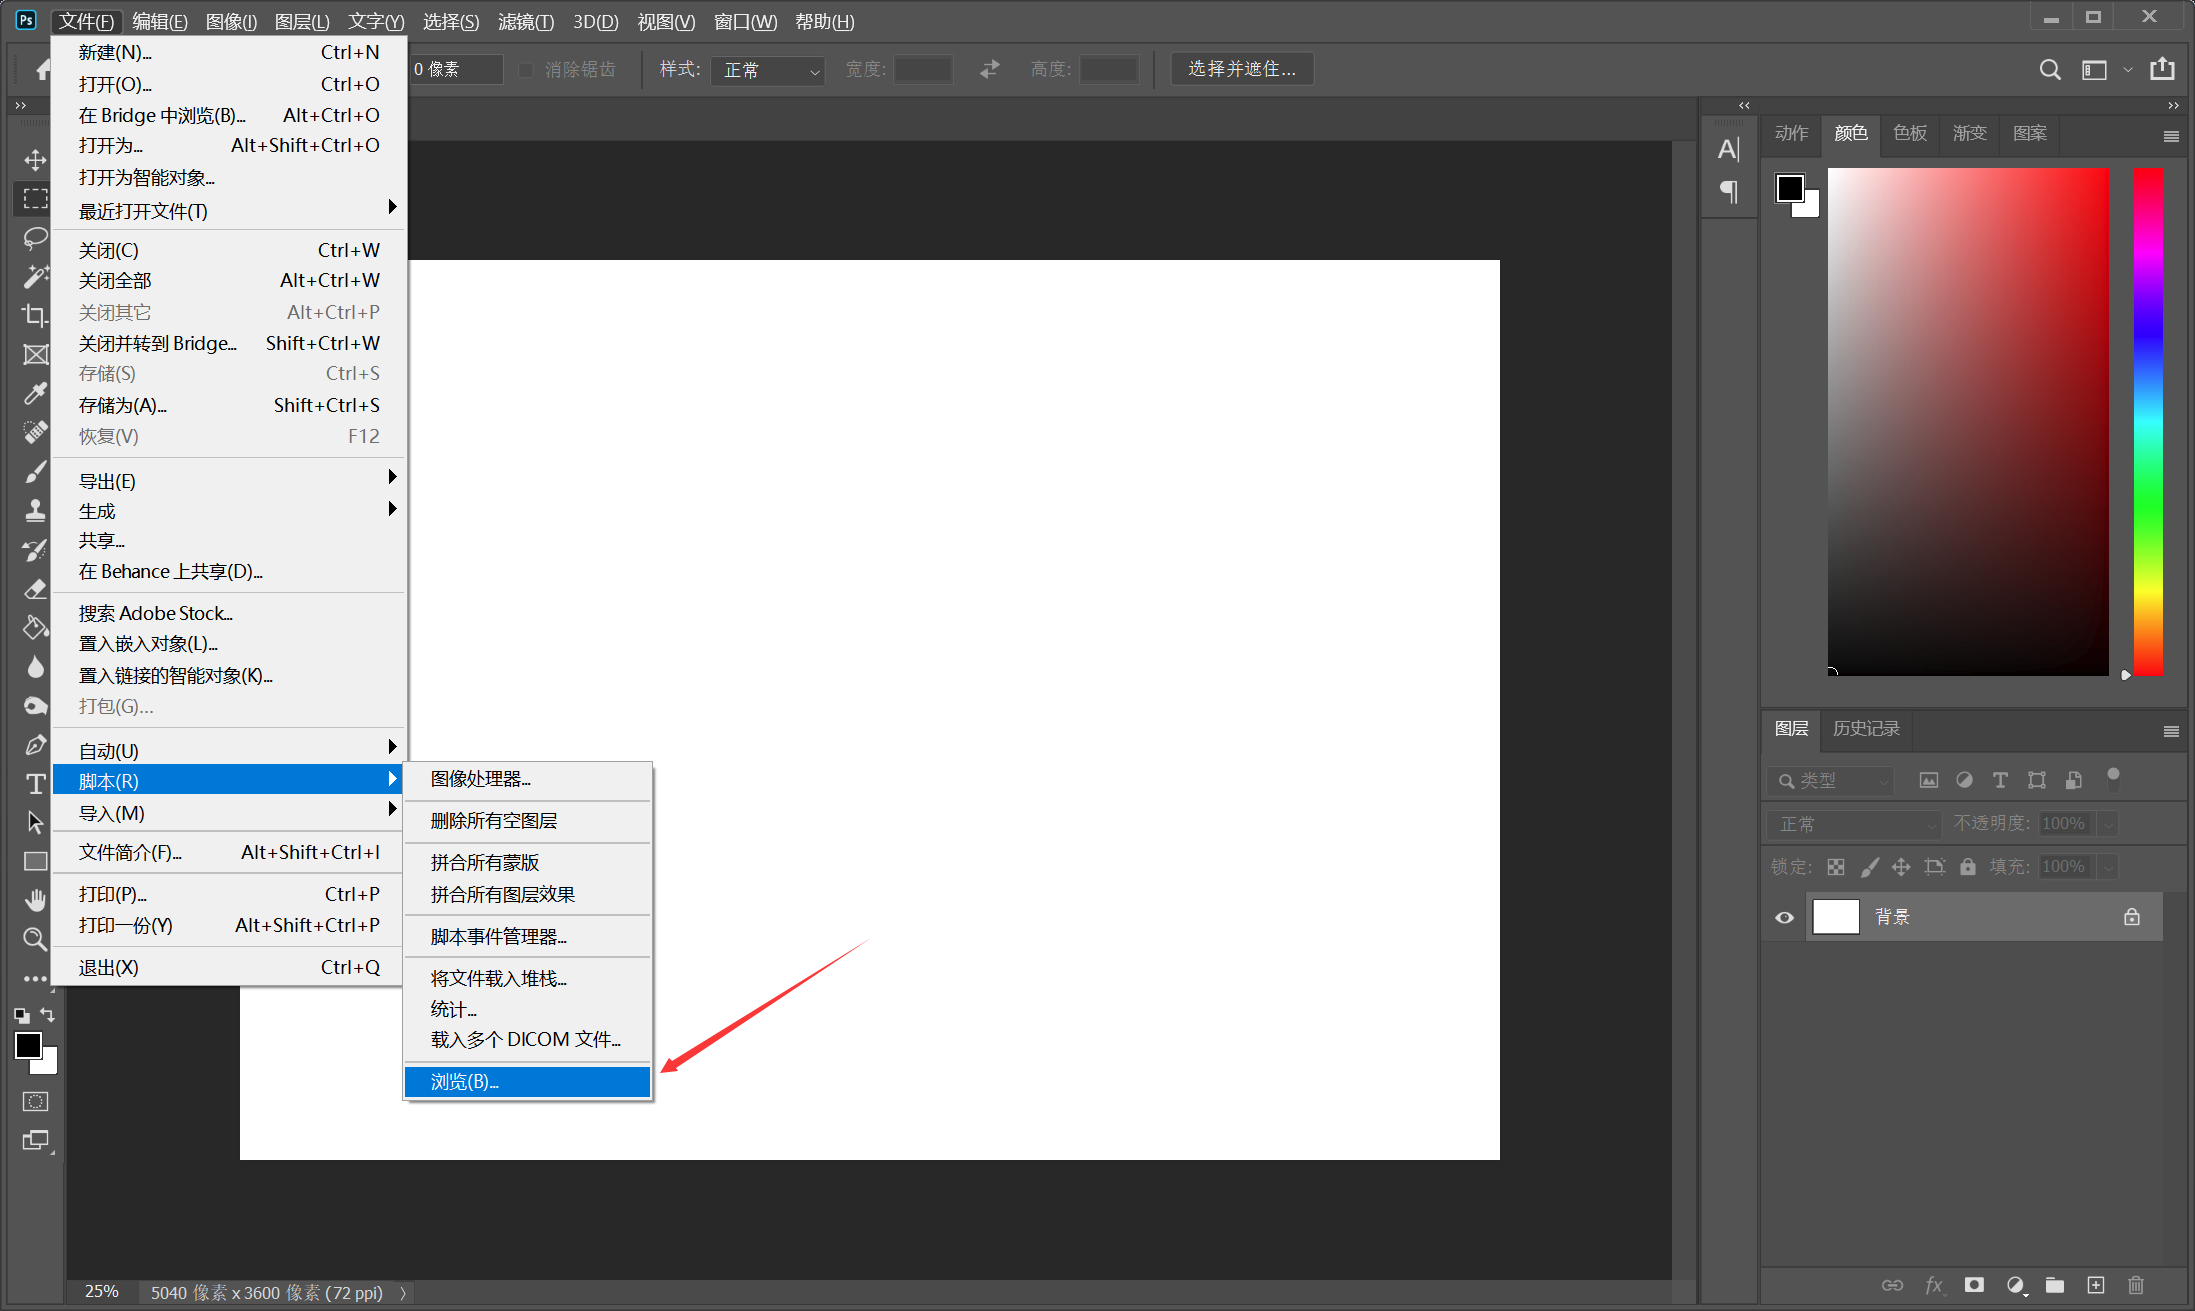 Ps 文件(F) 编辑(E) 图像(I) 图层(L) 文字(Y) 选择(S) 滤镜(T) 3D(D) 视图(V) 窗口(W) 帮助(H)
0 像素 消除锯齿 样式: 正常 宽度: 高度: 选择并遮住...
新建(N)... Ctrl+N
打开(O)... Ctrl+O
在 Bridge 中浏览(B)... Alt+Ctrl+O
打开为... Alt+Shift+Ctrl+O
打开为智能对象...
最近打开文件(T)
关闭(C) Ctrl+W
关闭全部 Alt+Ctrl+W
关闭其它 Alt+Ctrl+P
关闭并转到 Bridge... Shift+Ctrl+W
存储(S) Ctrl+S
存储为(A)... Shift+Ctrl+S
恢复(V) F12
导出(E)
生成
共享...
在 Behance 上共享(D)...
搜索 Adobe Stock...
置入嵌入对象(L)...
置入链接的智能对象(K)...
打包(G)...
自动(U)
脚本(R)
导入(M)
文件简介(F)... Alt+Shift+Ctrl+I
打印(P)... Ctrl+P
打印一份(Y) Alt+Shift+Ctrl+P
退出(X) Ctrl+Q
图像处理器...
删除所有空图层
拼合所有蒙版
拼合所有图层效果
脚本事件管理器...
将文件载入堆栈...
统计...
载入多个 DICOM 文件...
浏览(B)...
动作 颜色 色板 渐变 图案
图层 历史记录
类型
正常 不透明度: 100%
锁定: 填充: 100%
背景
fx
25% 5040 像素 x 3600 像素 (72 ppi)